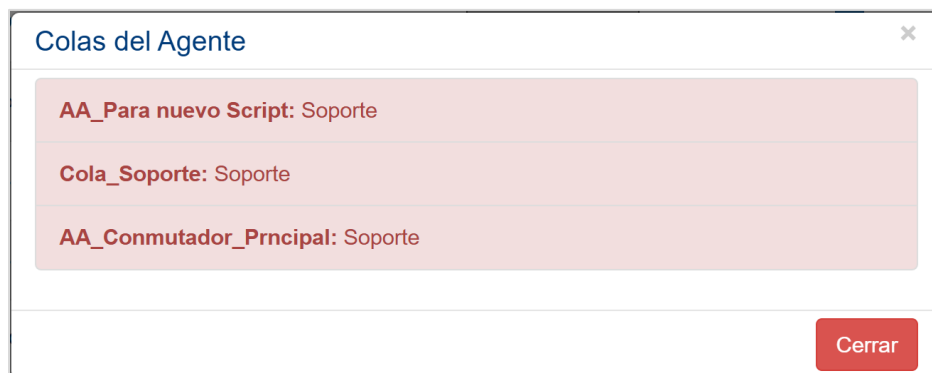 Colas del Agente
×
AA_Para nuevo Script: Soporte
Cola_Soporte: Soporte
AA_Conmutador_Prncipal: Soporte
Cerrar